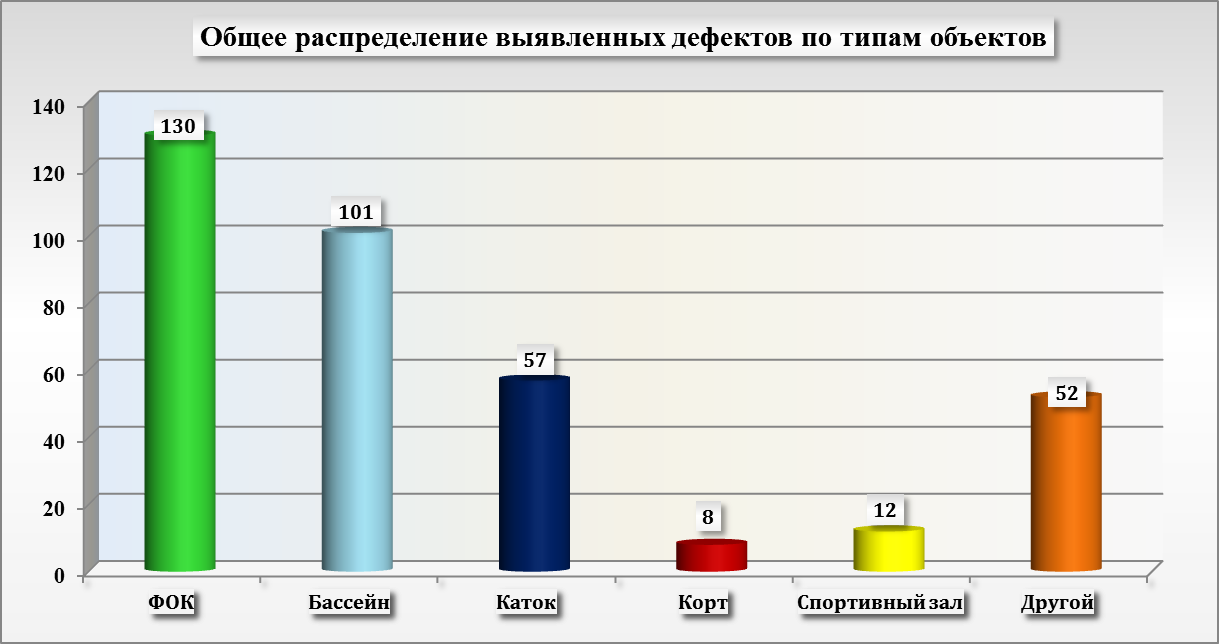 Общее распределение выявленных дефектов по типам объектов
140
120
100
80
60
40
20
0
130
101
57
8
12
52
ФОК
Бассейн
Каток
Корт
Спортивный зал
Другой